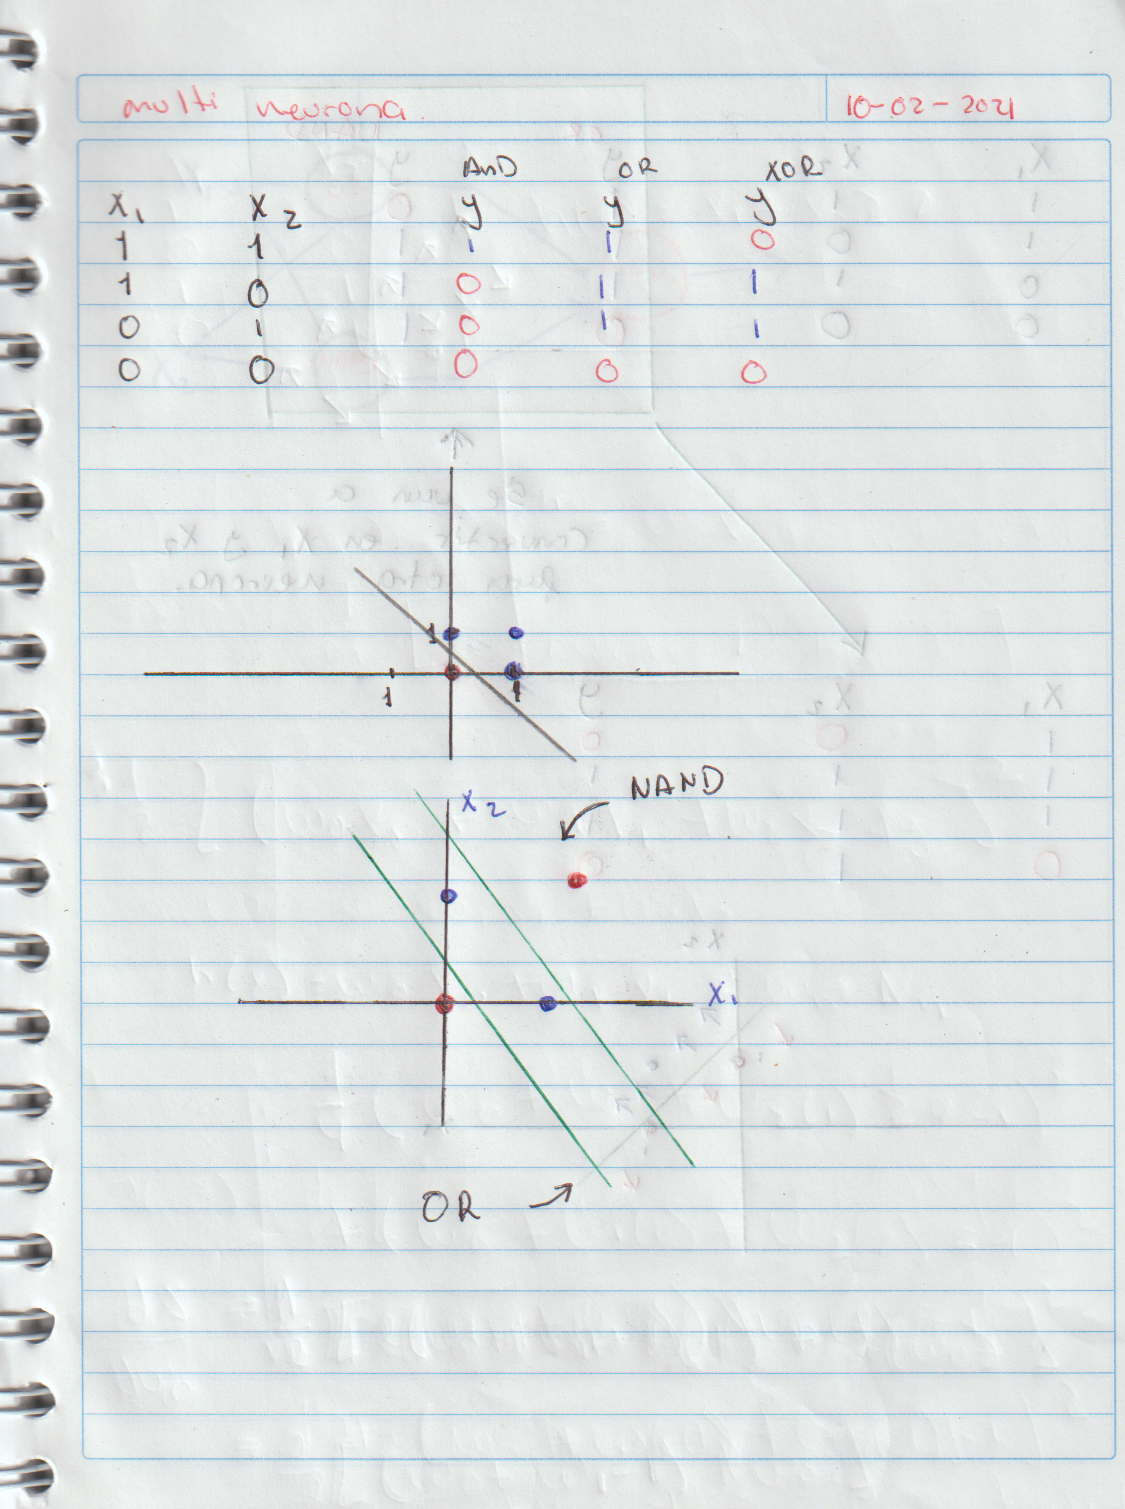 multi neurona. 10-02-2021
AND OR XOR
x₁ x₂ y y y
1 1 1 1 0
1 0 0 1 1
0 1 0 1 1
0 0 0 0 0
1
1 1
NAND
x₂
x₁
OR